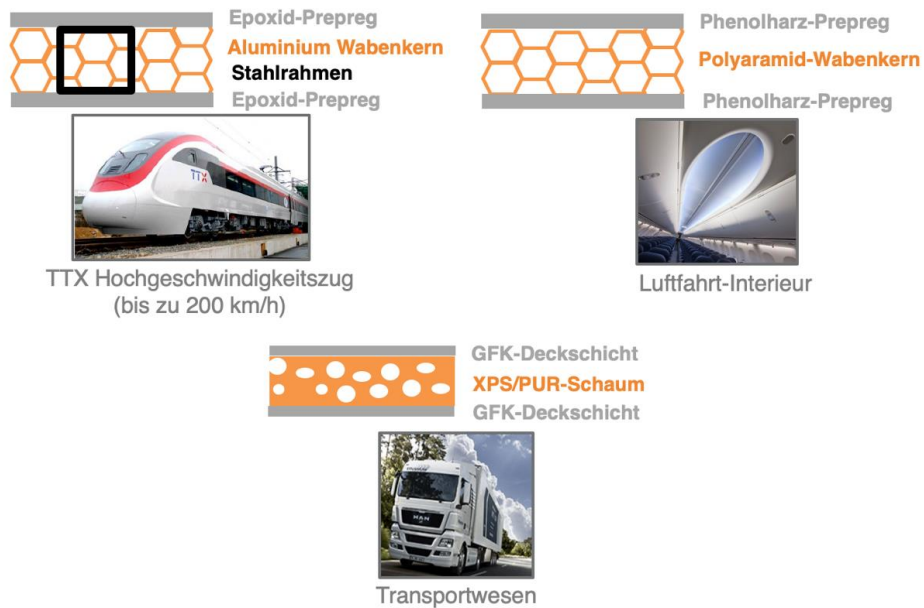 Epoxid-Prepreg
Aluminium Wabenkern
Stahlrahmen
Epoxid-Prepreg
TTX
TTX Hochgeschwindigkeitszug
(bis zu 200 km/h)
Phenolharz-Prepreg
Polyaramid-Wabenkern
Phenolharz-Prepreg
Luftfahrt-Interieur
GFK-Deckschicht
XPS/PUR-Schaum
GFK-Deckschicht
MAN
Transportwesen